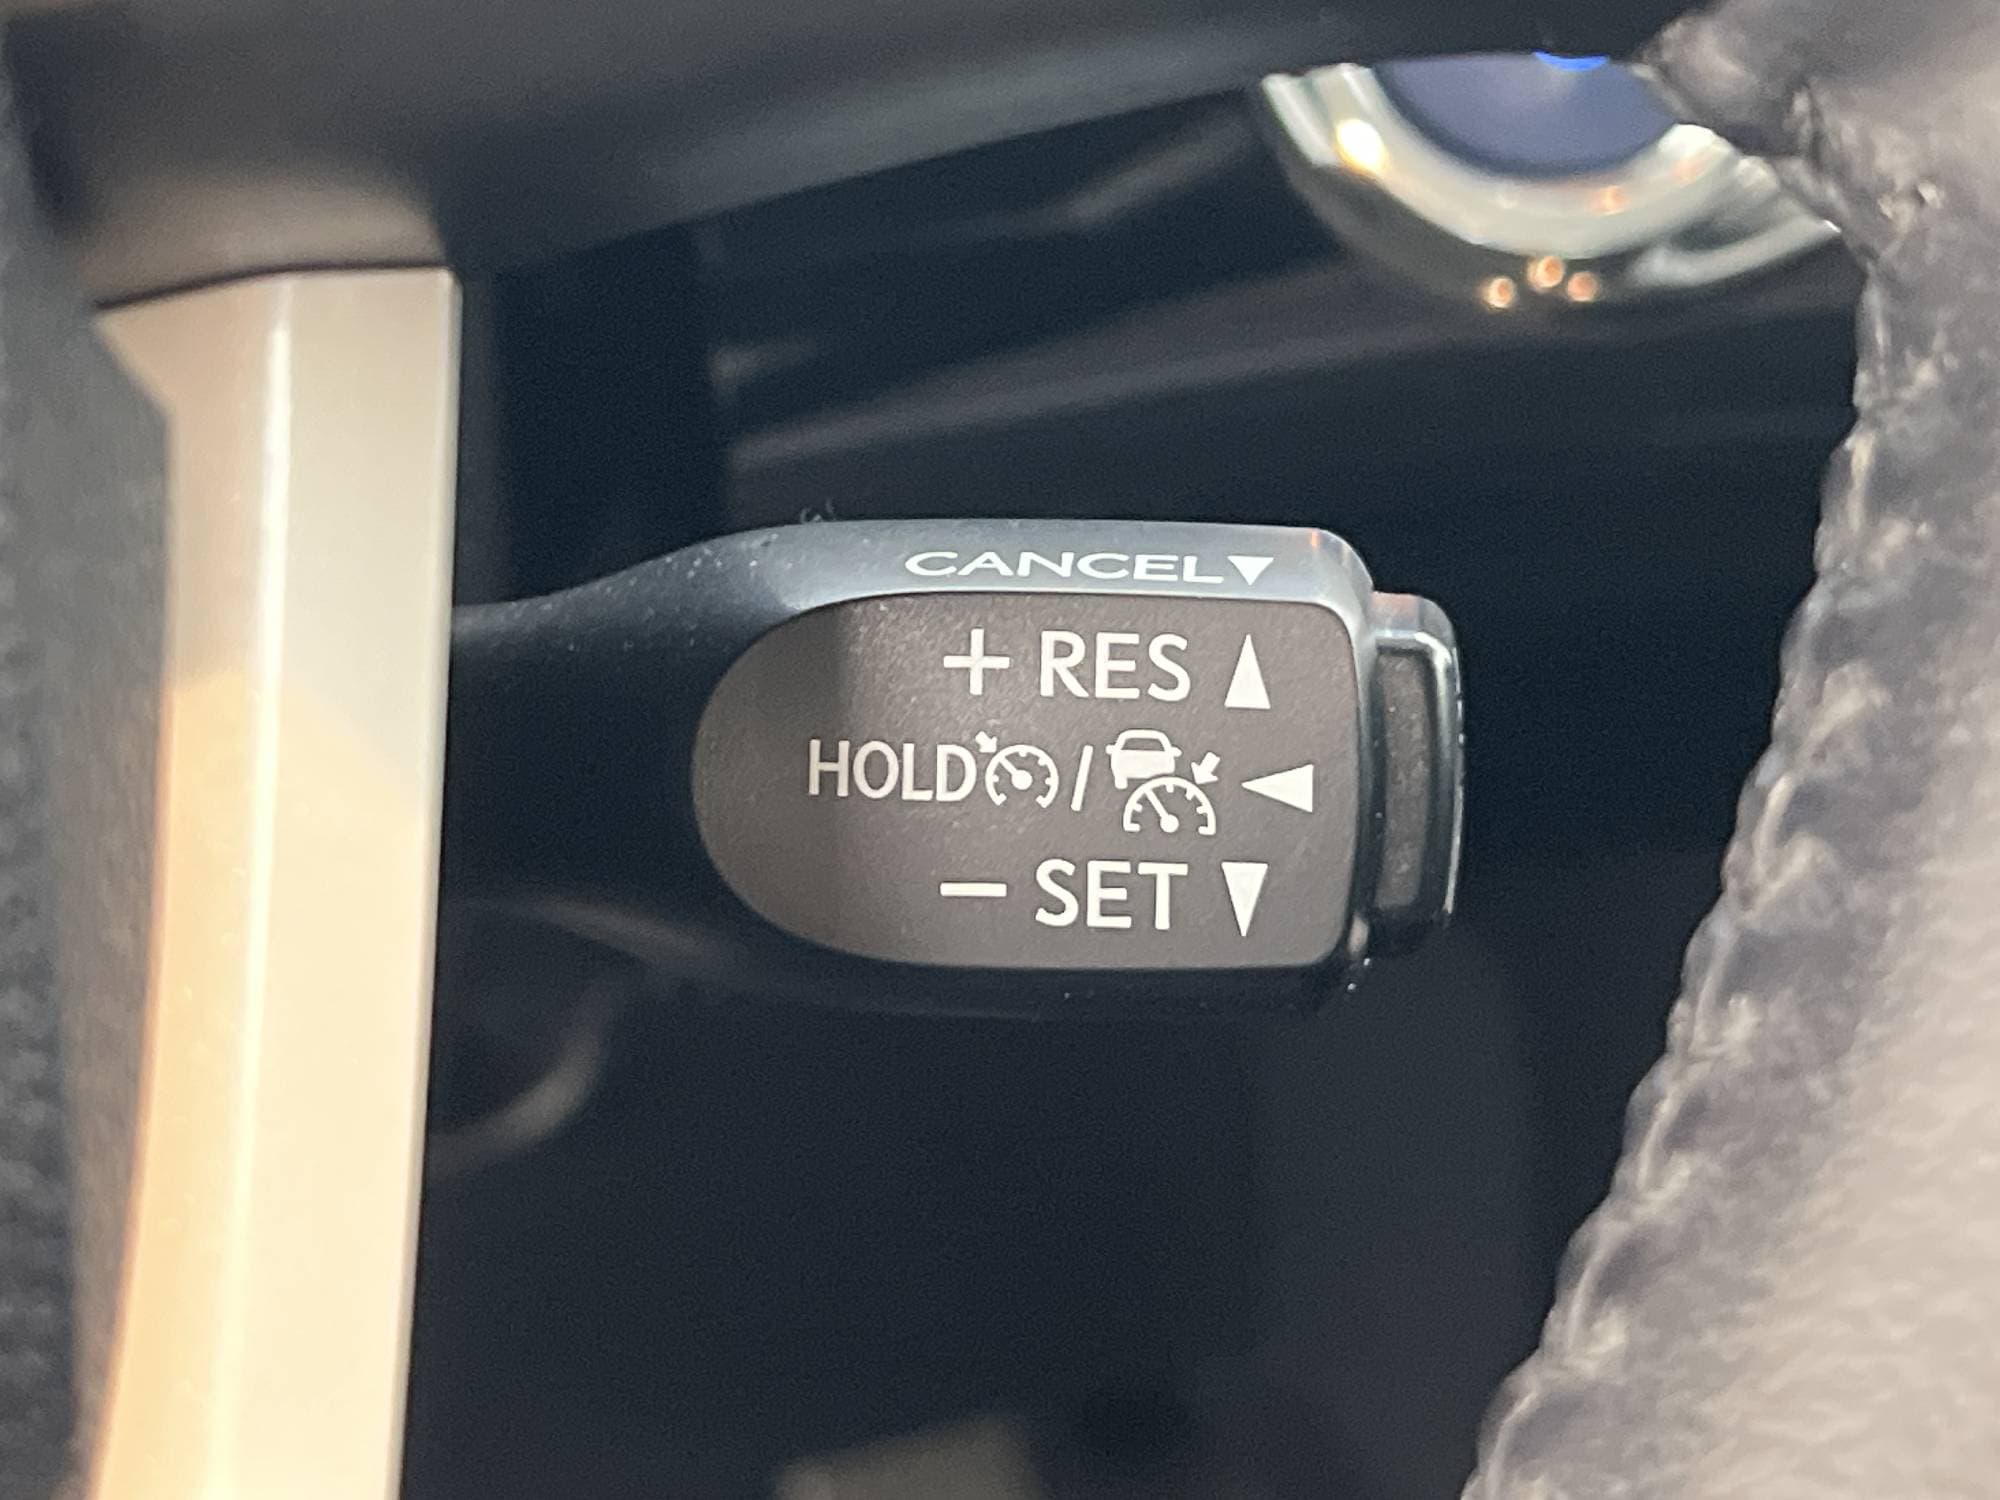 CANCEL▼
+ RES ▲
HOLD / ◀
− SET ▼